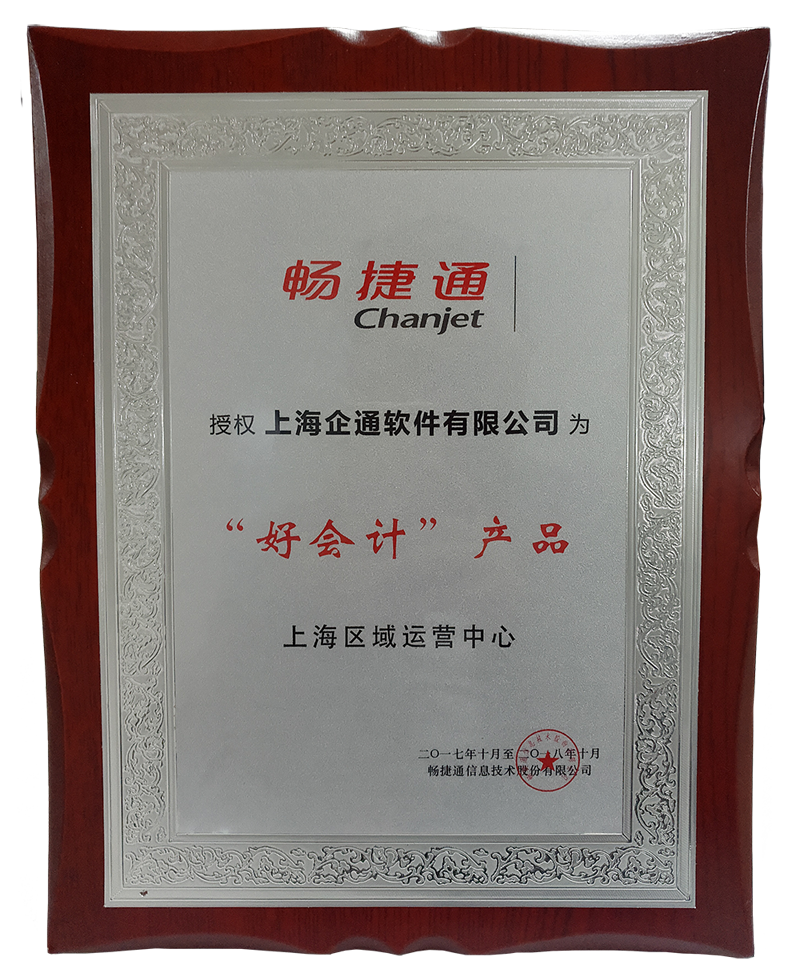 畅捷通
Chanjet
授权 上海企通软件有限公司 为
“好会计”产品
上海区域运营中心
二〇一七年十月至二〇一八年十月
畅捷通信息技术股份有限公司